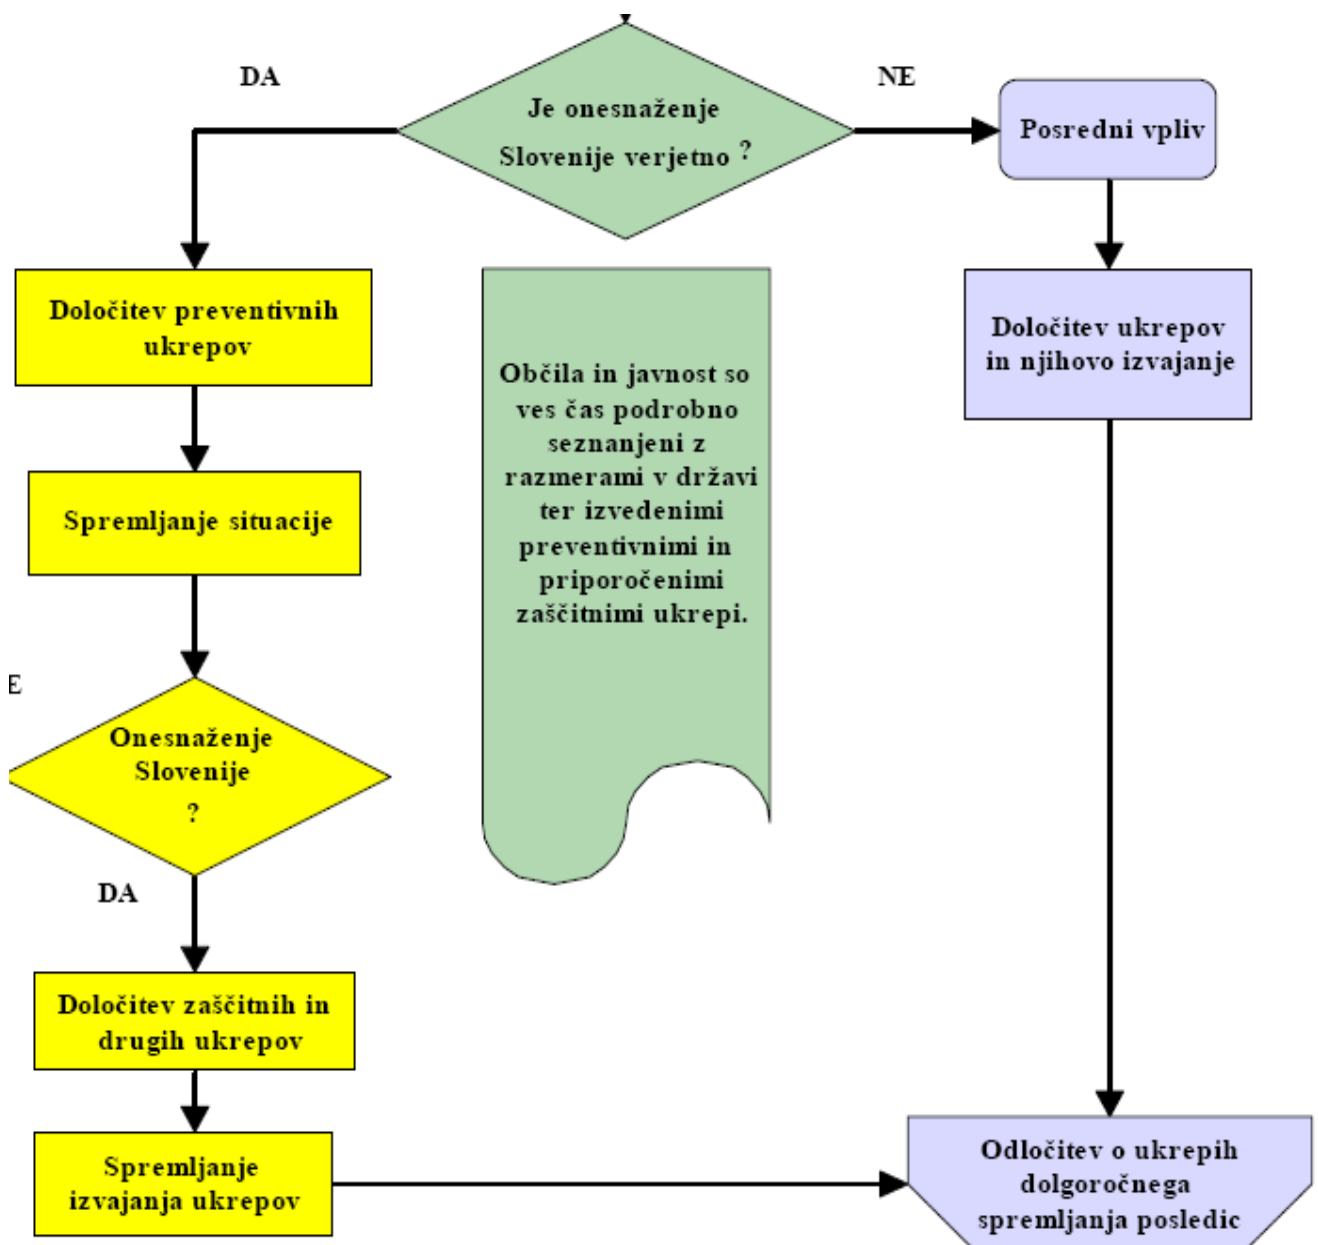 DA
NE
Je onesnaženje
Slovenije verjetno ?
Posredni vpliv
Določitev preventivnih
ukrepov
Določitev ukrepov
in njihovo izvajanje
Občila in javnost so
ves čas podrobno
seznanjeni z
razmerami v državi
ter izvedenimi
preventivnimi in
priporočenimi
zaščitnimi ukrepi.
Spremljanje situacije
E
Onesnaženje
Slovenije
?
DA
Določitev zaščitnih in
drugih ukrepov
Spremljanje
izvajanja ukrepov
Odločitev o ukrepih
dolgoročnega
spremljanja posledic